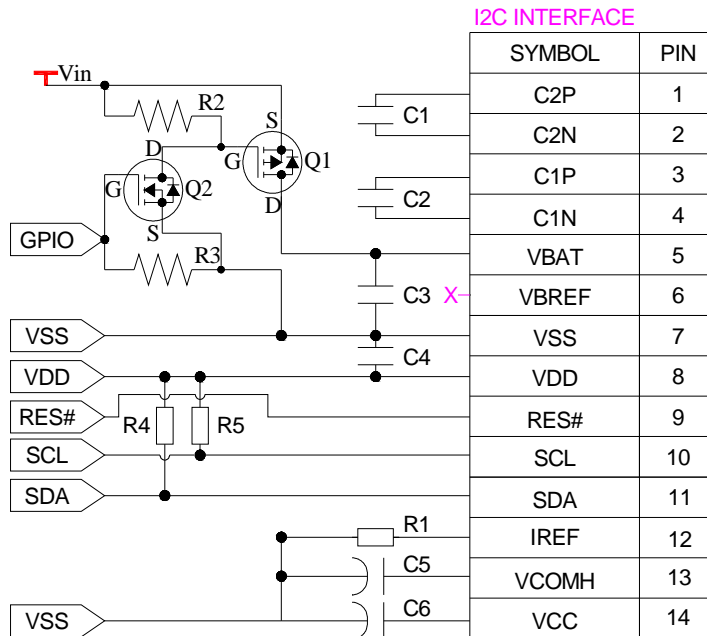 I2C INTERFACE
SYMBOL PIN
Vin
R2
S
C1
C2P 1
C2N 2
D
G
Q1
G
Q2
D
C2
C1P 3
C1N 4
S
GPIO
R3
VBAT 5
C3
X
VBREF 6
VSS
VSS 7
C4
VDD
VDD 8
RES#
R4
R5
RES# 9
SCL
SCL 10
SDA
SDA 11
R1
IREF 12
C5
VCOMH 13
C6
VSS
VCC 14